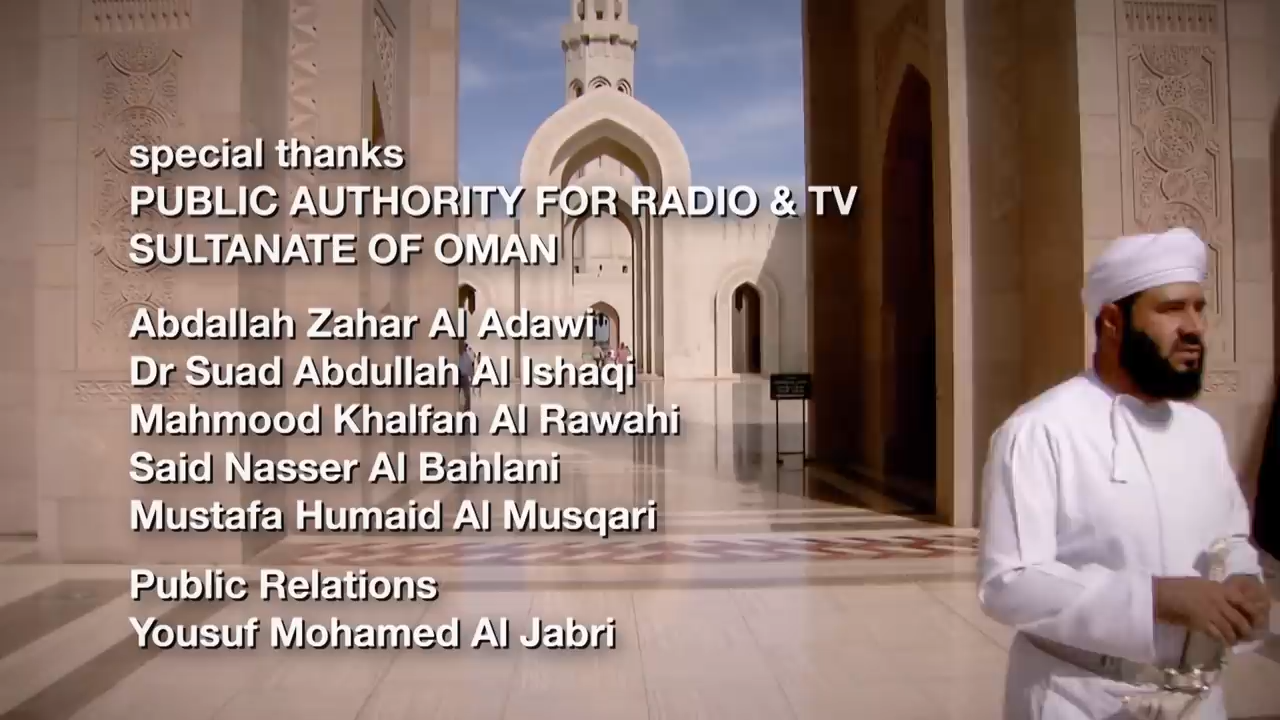 special thanks
PUBLIC AUTHORITY FOR RADIO & TV
SULTANATE OF OMAN
Abdallah Zahar Al Adawi
Dr Suad Abdullah Al Ishaqi
Mahmood Khalfan Al Rawahi
Said Nasser Al Bahlani
Mustafa Humaid Al Musqari
Public Relations
Yousuf Mohamed Al Jabri